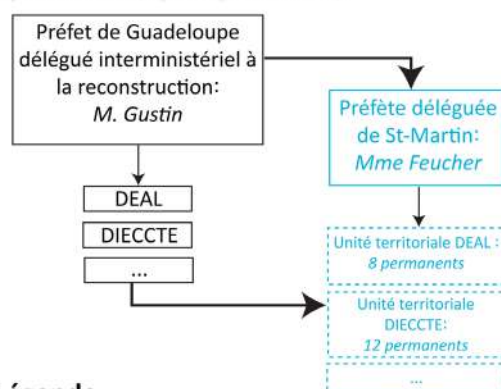 Préfet de Guadeloupe
délégué interministériel à
la reconstruction:
M. Gustin
Préfète déléguée
de St-Martin:
Mme Feucher
DEAL
DIECCTE
...
Unité territoriale DEAL :
8 permanents
Unité territoriale
DIECCTE:
12 permanents
...